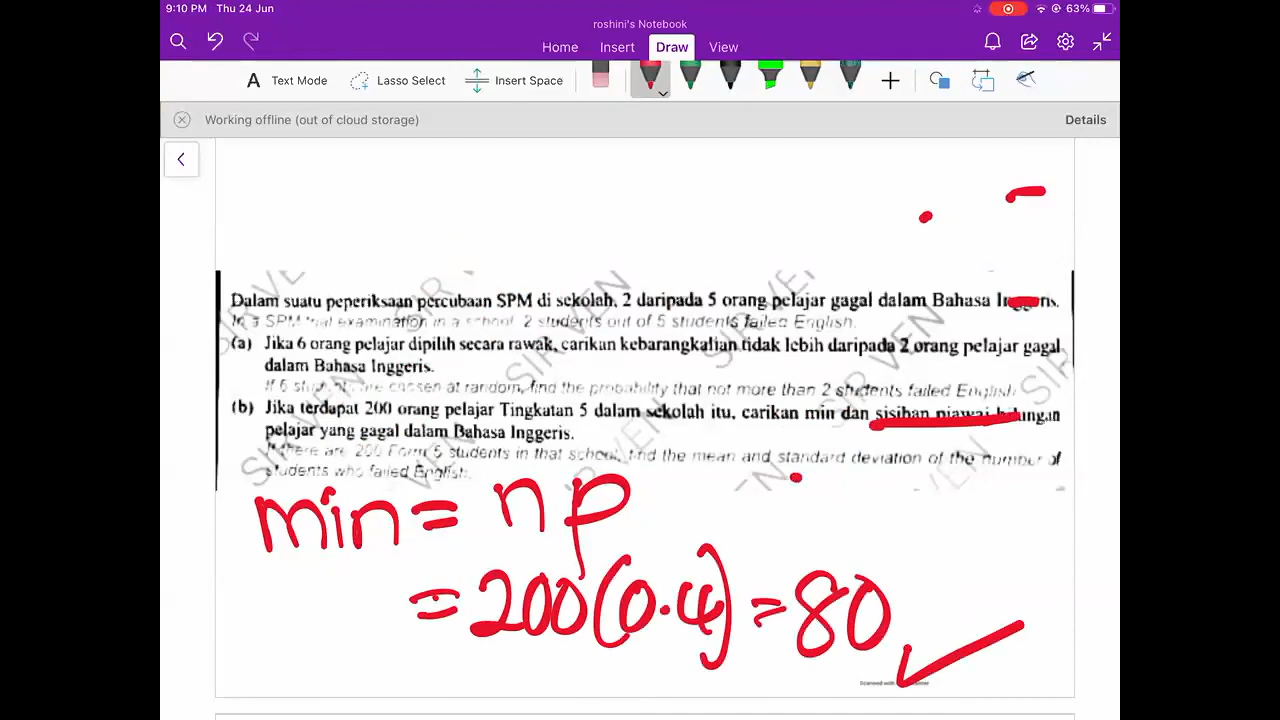 9:10 PM Thu 24 Jun
63%
roshini's Notebook
Home Insert Draw View
Text Mode Lasso Select Insert Space
Working offline (out of cloud storage) Details
Dalam suatu peperiksaan percubaan SPM di sekolah, 2 daripada 5 orang pelajar gagal dalam Bahasa
In a SPM trial examination in a school, 2 students out of 5 students failed English.
(a) Jika 6 orang pelajar dipilih secara rawak, carikan kebarangkalian tidak lebih daripada 2 orang pelajar gagal
dalam Bahasa Inggeris.
If 6 students are chosen at random, find the probability that not more than 2 students failed English.
(b) Jika terdapat 200 orang pelajar Tingkatan 5 dalam sekolah itu, carikan min dan sisihan piawai
pelajar yang gagal dalam Bahasa Inggeris.
If there are 200 Form 5 students in that school, find the mean and standard deviation of the number of
students who failed English.
SIR VEN
min = np
= 200(0.4) = 80
Scanned with